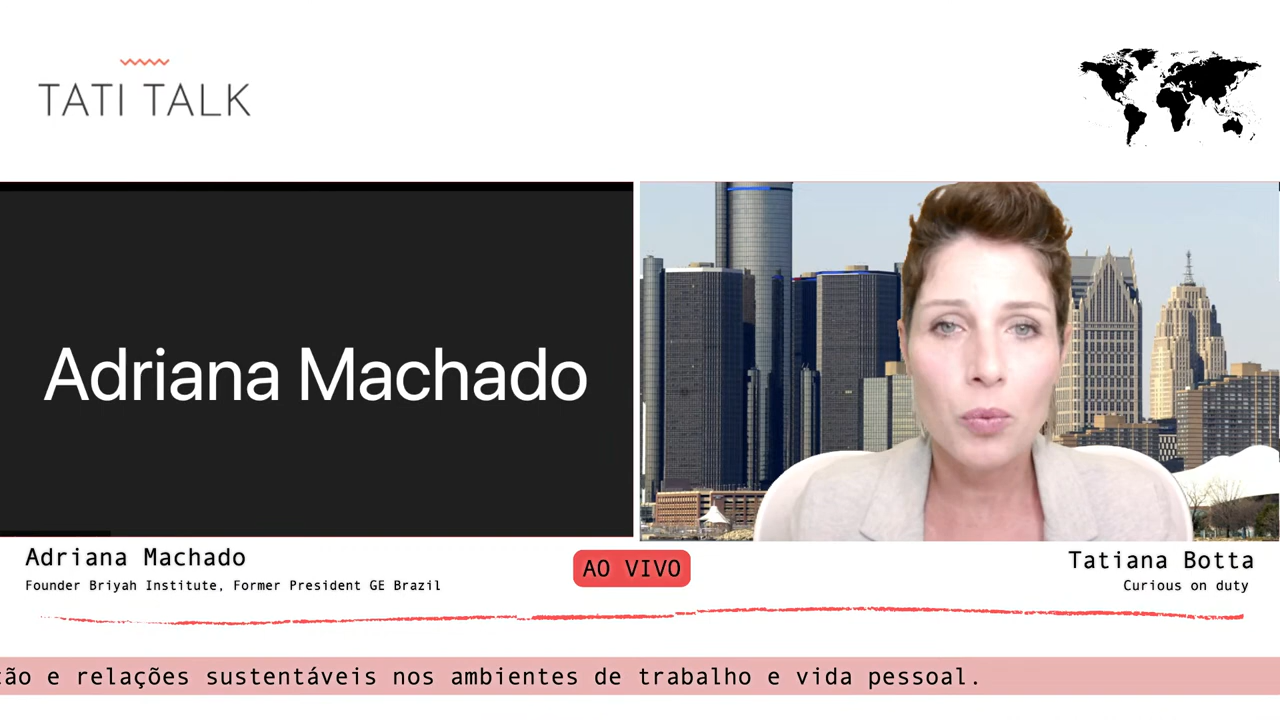 TATI TALK
Adriana Machado
Adriana Machado
Founder Briyah Institute, Former President GE Brazil
AO VIVO
Tatiana Botta
Curious on duty
e relações sustentáveis nos ambientes de trabalho e vida pessoal.